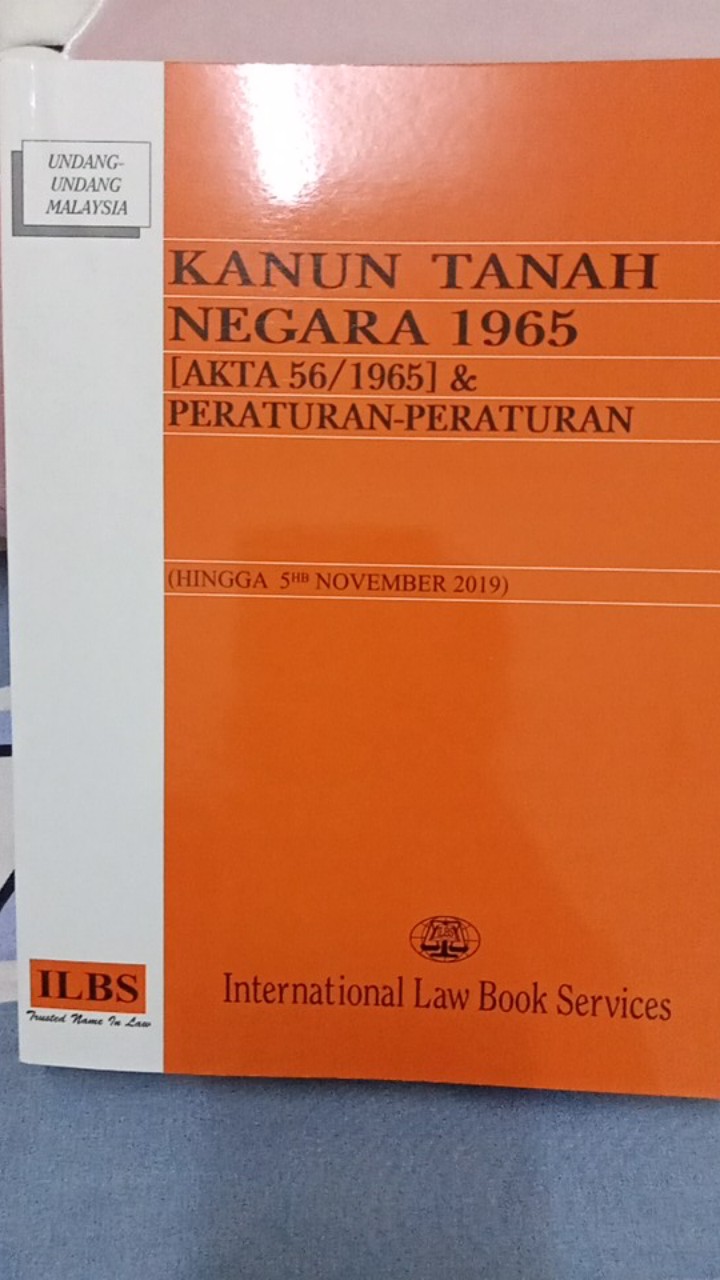 UNDANG-
UNDANG
MALAYSIA
KANUN TANAH
NEGARA 1965
[AKTA 56/1965] &
PERATURAN-PERATURAN
(HINGGA 5HB NOVEMBER 2019)
ILBS
International Law Book Services
ILBS
Trusted Name In Law